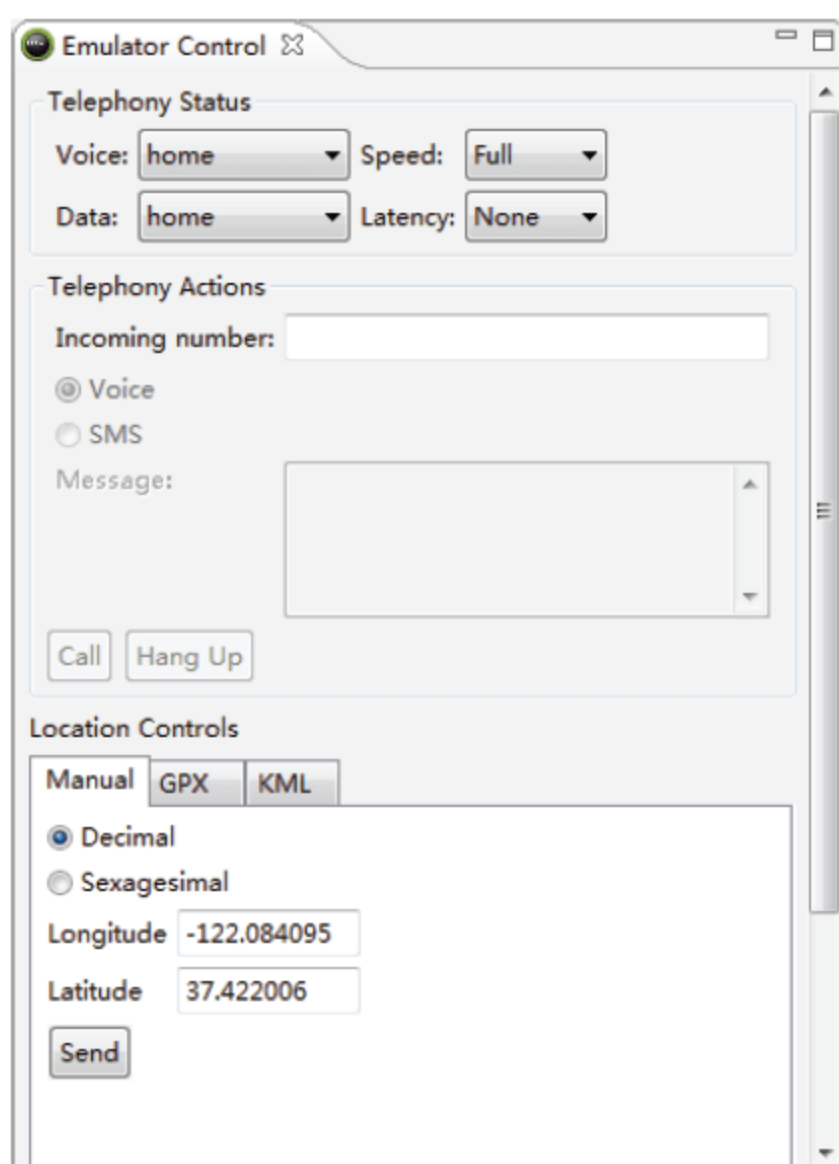 Emulator Control
Telephony Status
Voice: home Speed: Full
Data: home Latency: None
Telephony Actions
Incoming number:
Voice
SMS
Message:
Call Hang Up
Location Controls
Manual GPX KML
Decimal
Sexagesimal
Longitude -122.084095
Latitude 37.422006
Send